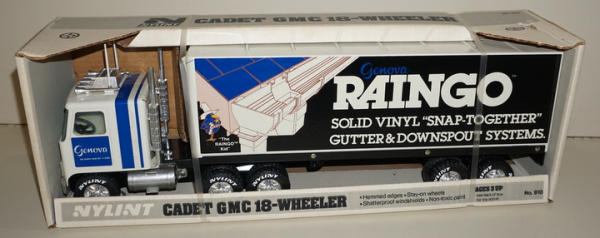 NYLINT CADET GMC 18-WHEELER
Genova
RAINGO
SOLID VINYL "SNAP-TOGETHER"
GUTTER & DOWNSPOUT SYSTEMS.
"The
RAINGO
Kid"
Genova
NYLINT CADET GMC 18-WHEELER
• Hemmed edges • Stay-on wheels
• Shatterproof windshields • Non-toxic paint
AGES 3 UP
No. 910